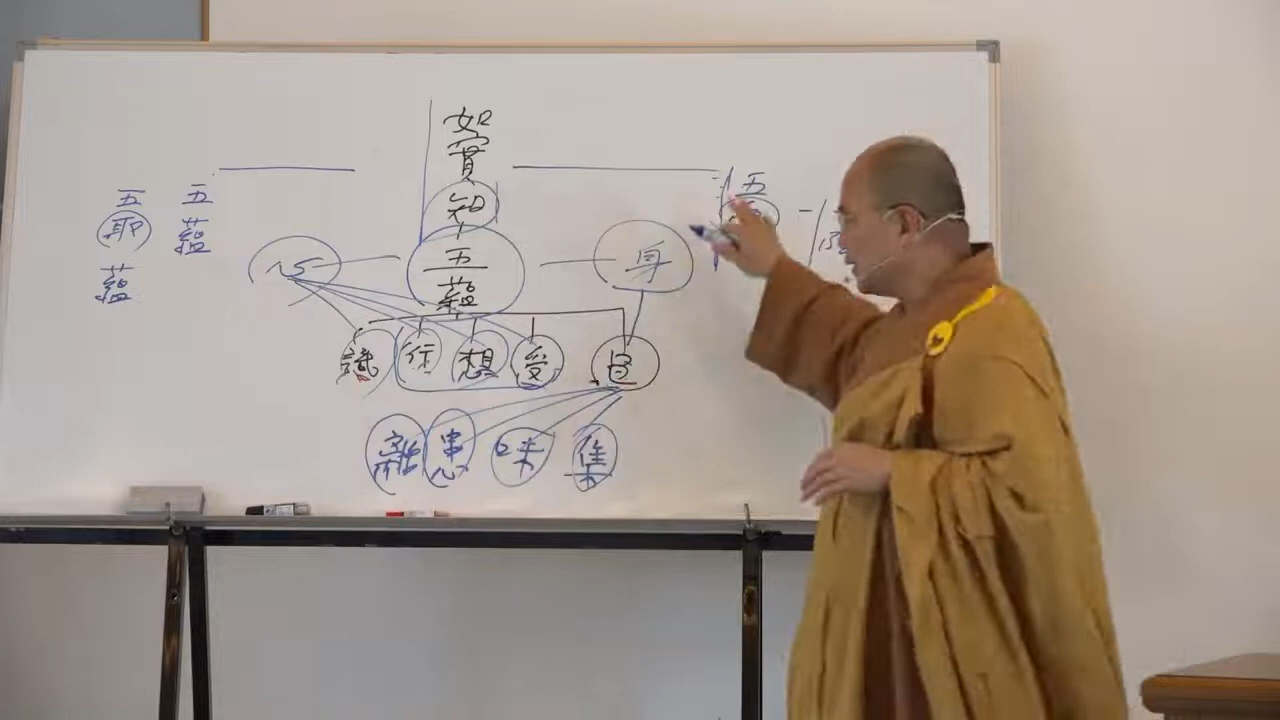 如實知
五蘊
五取蘊
五蘊
心
身
識 行 想 受 色
離 患 味 集
五